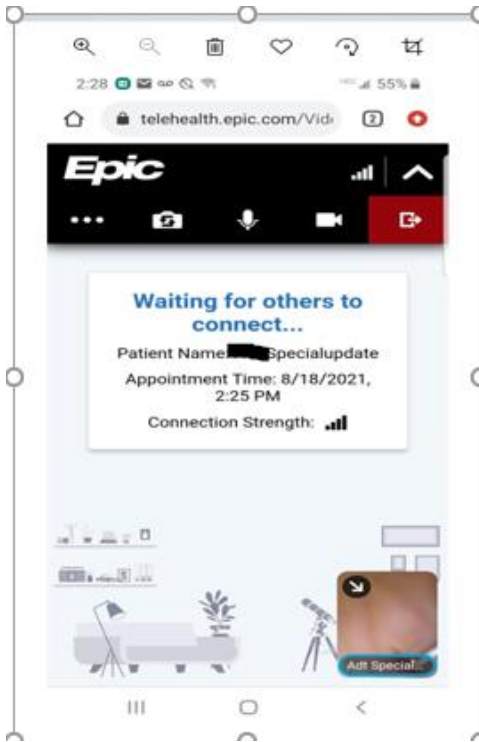 2:28 55%
telehealth.epic.com/Vide 2
Epic
Waiting for others to
connect...
Patient Name: Specialupdate
Appointment Time: 8/18/2021,
2:25 PM
Connection Strength:
Adt Special...